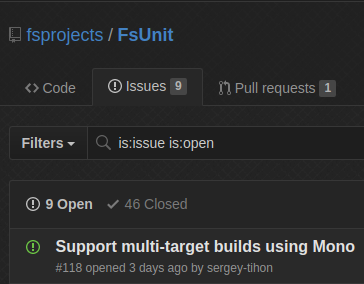 fsprojects / FsUnit
Code Issues 9 Pull requests 1
Filters is:issue is:open
9 Open 46 Closed
Support multi-target builds using Mono
#118 opened 3 days ago by sergey-tihon